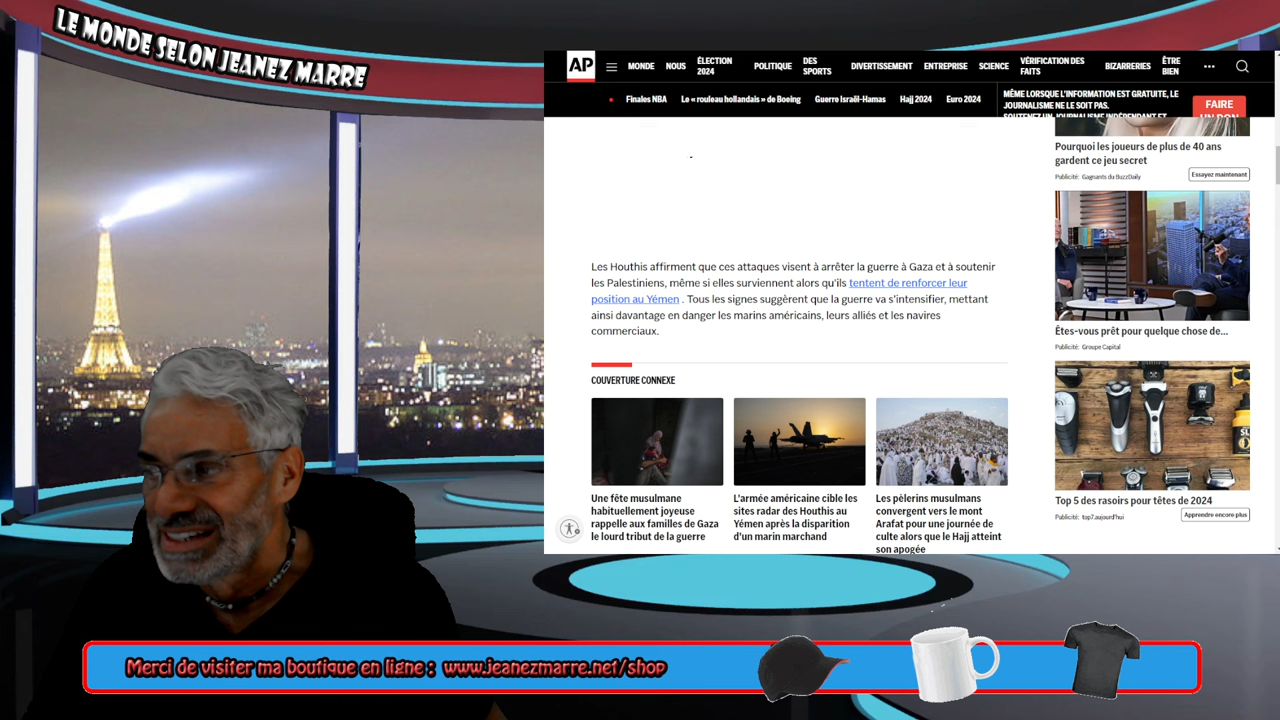 LE MONDE SELON JEANEZ MARRE
AP
MONDE
NOUS
ÉLECTION
2024
POLITIQUE
DES
SPORTS
DIVERTISSEMENT
ENTREPRISE
SCIENCE
VÉRIFICATION DES
FAITS
BIZARRERIES
ÊTRE
BIEN
Finales NBA
Le « rouleau hollandais » de Boeing
Guerre Israël-Hamas
Hajj 2024
Euro 2024
MÊME LORSQUE L'INFORMATION EST GRATUITE, LE
JOURNALISME NE LE SOIT PAS.
SOUTENEZ UN JOURNALISME INDÉPENDANT ET
FAIRE
UN DON
Les Houthis affirment que ces attaques visent à arrêter la guerre à Gaza et à soutenir
les Palestiniens, même si elles surviennent alors qu'ils tentent de renforcer leur
position au Yémen . Tous les signes suggèrent que la guerre va s'intensifier, mettant
ainsi davantage en danger les marins américains, leurs alliés et les navires
commerciaux.
COUVERTURE CONNEXE
Une fête musulmane
habituellement joyeuse
rappelle aux familles de Gaza
le lourd tribut de la guerre
L'armée américaine cible les
sites radar des Houthis au
Yémen après la disparition
d'un marin marchand
Les pèlerins musulmans
convergent vers le mont
Arafat pour une journée de
culte alors que le Hajj atteint
son apogée
Pourquoi les joueurs de plus de 40 ans
gardent ce jeu secret
Publicité: Gagnants du BuzzDaily
Essayez maintenant
Êtes-vous prêt pour quelque chose de...
Publicité: Groupe Capital
Top 5 des rasoirs pour têtes de 2024
Publicité: top7.aujourd'hui
Apprendre encore plus
Merci de visiter ma boutique en ligne : www.jeanezmarre.net/shop